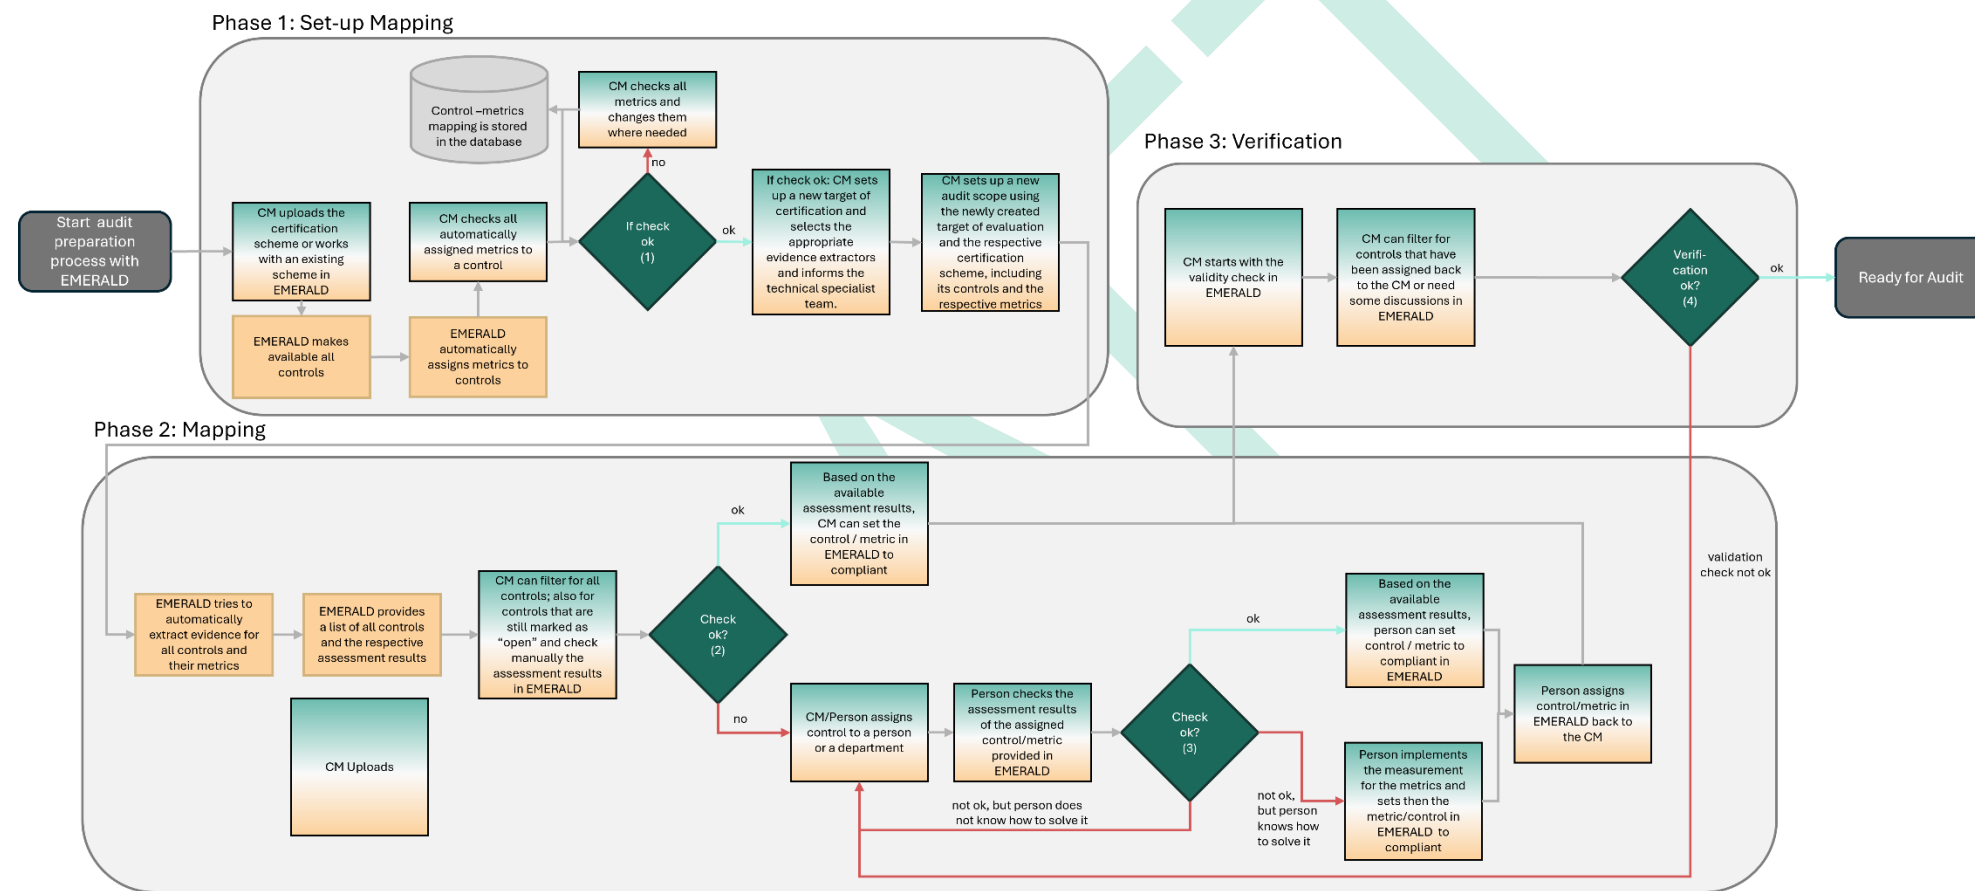 Phase 1: Set-up Mapping
Start audit
preparation
process with
EMERALD
CM uploads the
certification
scheme or works
with an existing
scheme in
EMERALD
EMERALD makes
available all
controls
EMERALD
automatically
assigns metrics to
controls
CM checks all
automatically
assigned metrics to
a control
Control –metrics
mapping is stored
in the database
CM checks all
metrics and
changes them
where needed
no
If check
ok
(1)
ok
If check ok: CM sets
up a new target of
certification and
selects the
appropriate
evidence extractors
and informs the
technical specialist
team.
CM sets up a new
audit scope using
the newly created
target of evaluation
and the respective
certification
scheme, including
its controls and the
respective metrics
Phase 3: Verification
CM starts with the
validity check in
EMERALD
CM can filter for
controls that have
been assigned back
to the CM or need
some discussions in
EMERALD
Verifi-
cation
ok?
(4)
ok
Ready for Audit
validation
check not ok
Phase 2: Mapping
EMERALD tries to
automatically
extract evidence for
all controls and
their metrics
EMERALD provides
a list of all controls
and the respective
assessment results
CM can filter for all
controls; also for
controls that are
still marked as
“open” and check
manually the
assessment results
in EMERALD
CM Uploads
Check
ok?
(2)
ok
Based on the
available
assessment results,
CM can set the
control / metric in
EMERALD to
compliant
no
CM/Person assigns
control to a person
or a department
Person checks the
assessment results
of the assigned
control/metric
provided in
EMERALD
Check
ok?
(3)
ok
Based on the
available
assessment results,
person can set
control / metric to
compliant in
EMERALD
not ok, but person does
not know how to solve it
not ok,
but person
knows how
to solve it
Person implements
the measurement
for the metrics and
sets then the
metric/control in
EMERALD to
compliant
Person assigns
control/metric in
EMERALD back to
the CM